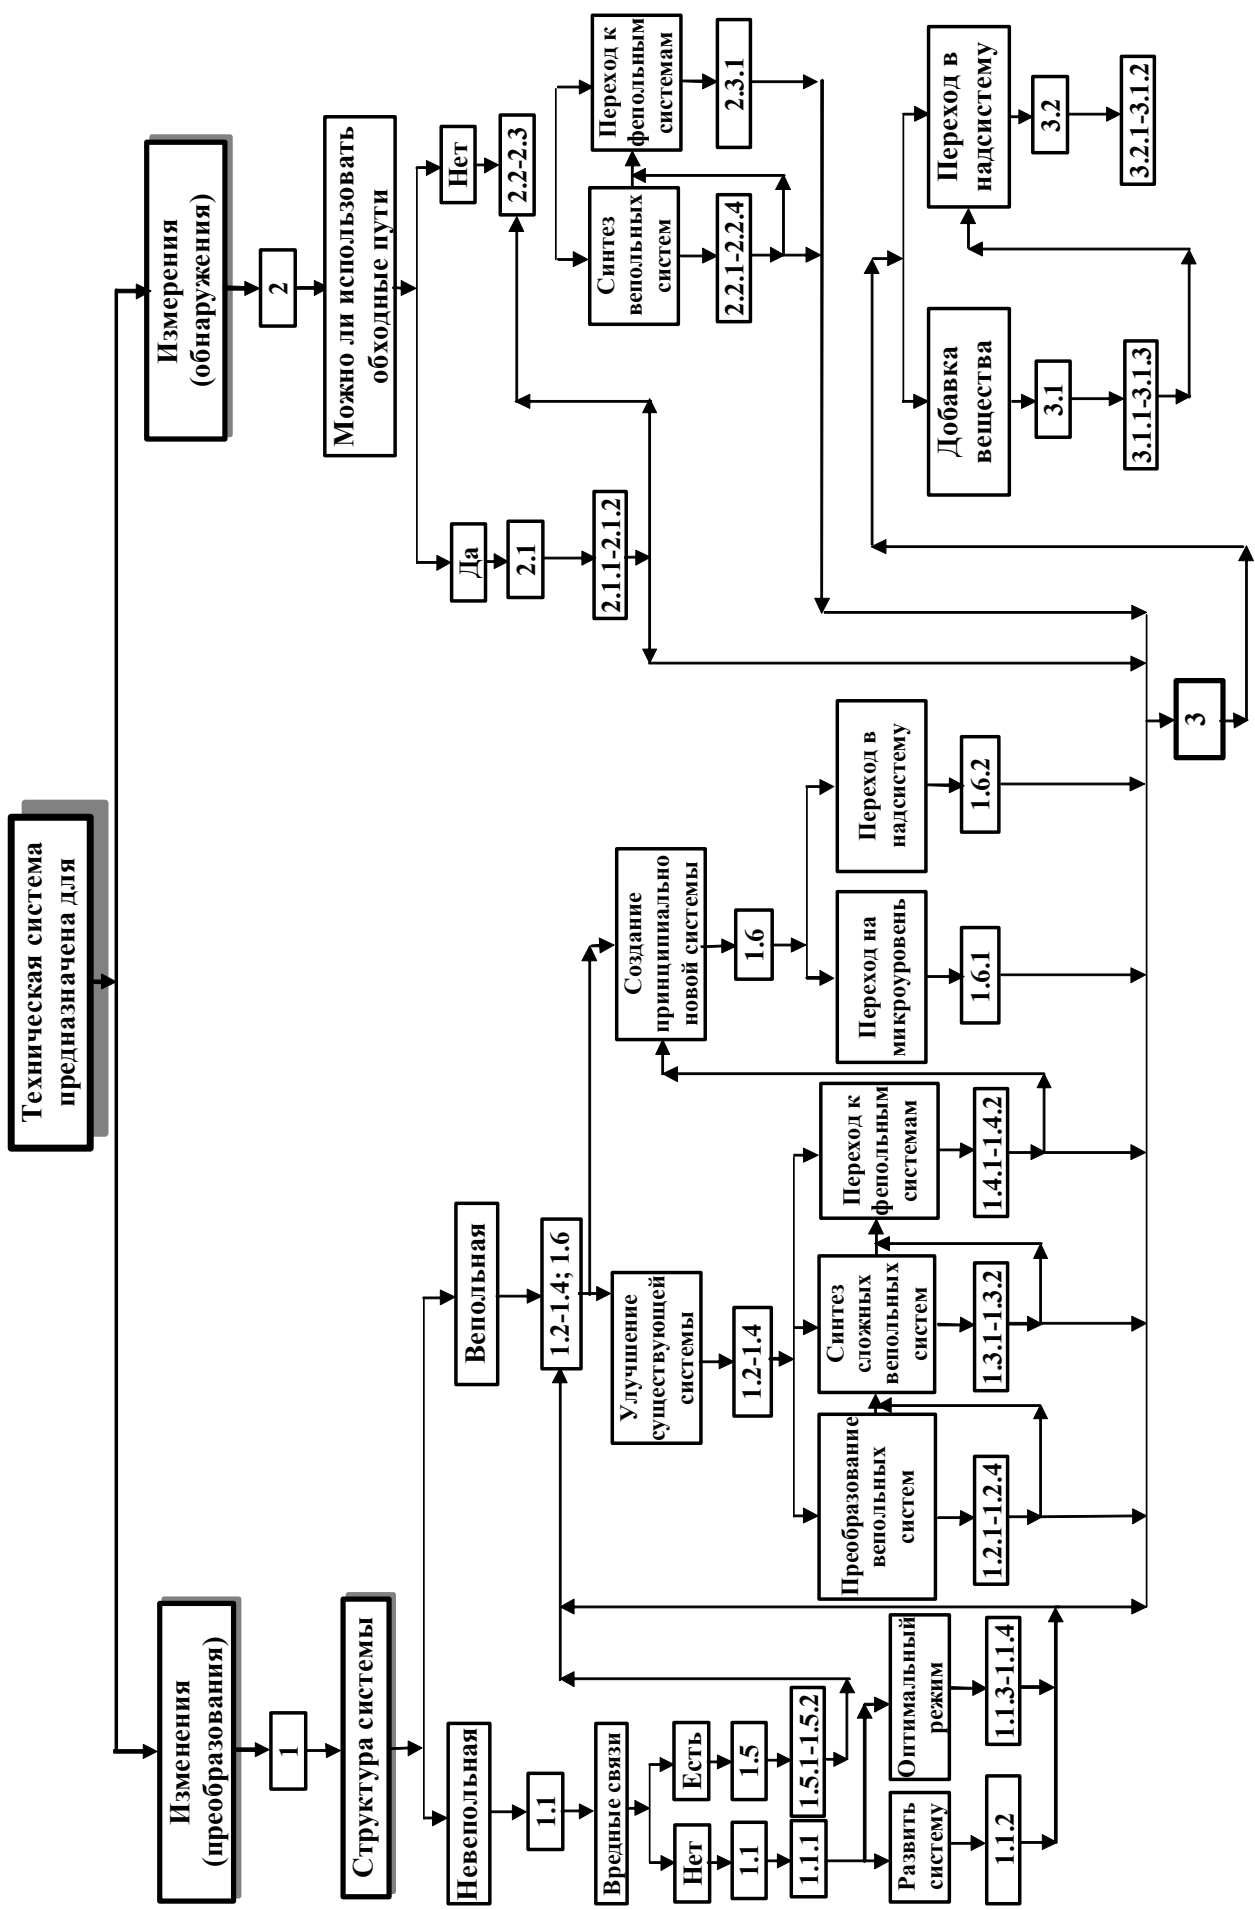 Техническая система
предназначена для
Изменения
(преобразования)
1
Структура системы
Невепольная
1.1
Вредные связи
Нет
1.1
1.1.1
Развить
систему
1.1.2
Есть
1.5
1.5.1-1.5.2
Оптимальный
режим
1.1.3-1.1.4
Вепольная
1.2-1.4; 1.6
Улучшение
существующей
системы
1.2-1.4
Преобразование
вепольных
систем
1.2.1-1.2.4
Синтез
сложных
вепольных
систем
1.3.1-1.3.2
Переход к
фепольным
системам
1.4.1-1.4.2
Создание
принципиально
новой системы
1.6
Переход на
микроуровень
1.6.1
Переход в
надсистему
1.6.2
Измерения
(обнаружения)
2
Можно ли использовать
обходные пути
Да
2.1
2.1.1-2.1.2
Нет
2.2-2.3
Синтез
вепольных
систем
2.2.1-2.2.4
Переход к
фепольным
системам
2.3.1
3
Добавка
вещества
3.1
3.1.1-3.1.3
Переход в
надсистему
3.2
3.2.1-3.1.2